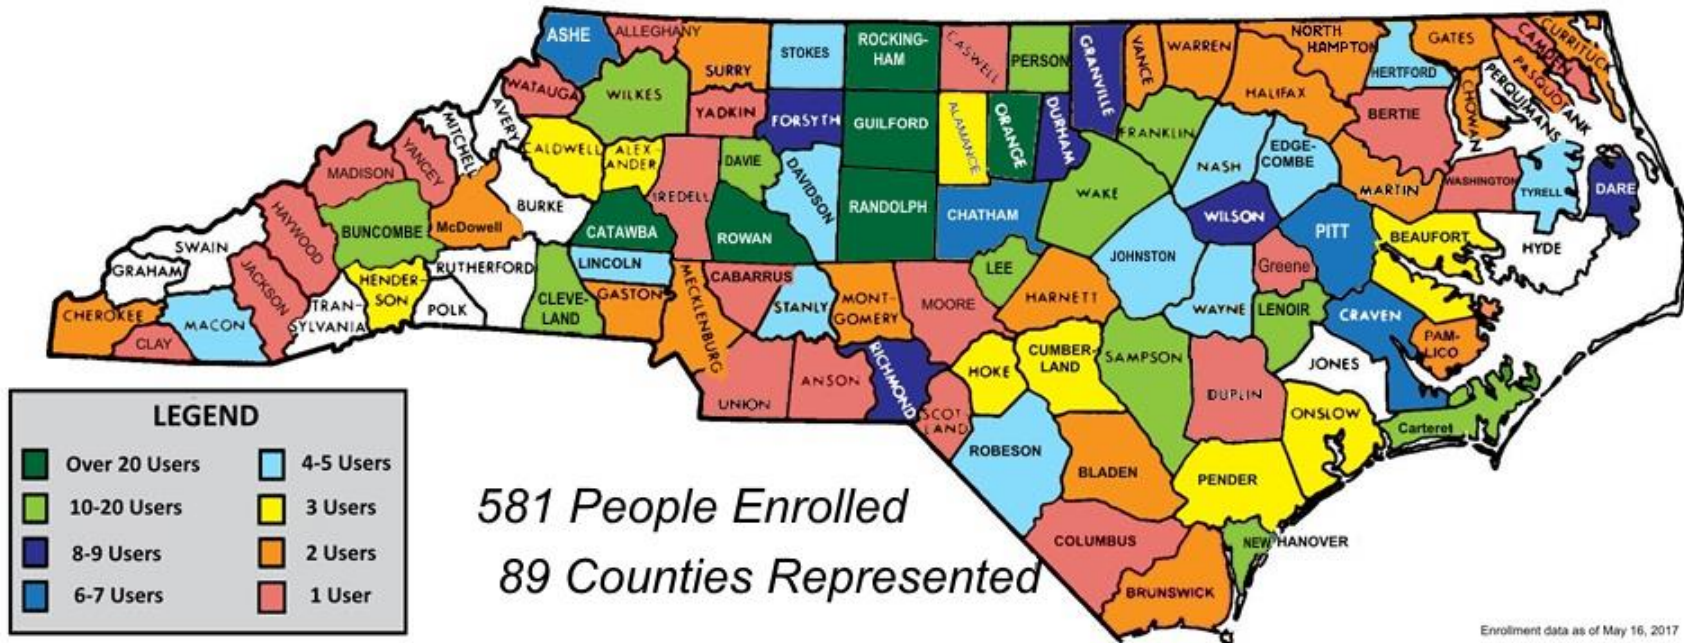 ASHE
ALLEGHANY
SURRY
STOKES
ROCKING-
HAM
CASWELL
PERSON
GRANVILLE
VANCE
WARREN
NORTH
HAMPTON
HERTFORD
GATES
CAMDEN
CURRITUCK
PASQUOTANK
PERQUIMANS
CHOWAN
WATAUGA
WILKES
YADKIN
FORSYTH
GUILFORD
ALAMANCE
ORANGE
DURHAM
FRANKLIN
HALIFAX
BERTIE
AVERY
MITCHELL
CALDWELL
ALEX-
ANDER
DAVIE
NASH
EDGE-
COMBE
YANCEY
MADISON
IREDELL
DAVIDSON
RANDOLPH
CHATHAM
WAKE
WILSON
MARTIN
WASHINGTON
TYRELL
DARE
HAYWOOD
BUNCOMBE
McDowell
BURKE
CATAWBA
ROWAN
PITT
BEAUFORT
HYDE
SWAIN
GRAHAM
JACKSON
HENDER-
SON
RUTHERFORD
LINCOLN
CLEVE-
LAND
GASTON
MECKLENBURG
CABARRUS
STANLY
MONT-
GOMERY
MOORE
LEE
HARNETT
JOHNSTON
WAYNE
Greene
LENOIR
CRAVEN
PAM-
LICO
CHEROKEE
CLAY
MACON
TRAN-
SYLVANIA
POLK
UNION
ANSON
RICHMOND
SCOT-
LAND
HOKE
CUMBER-
LAND
SAMPSON
DUPLIN
JONES
ONSLOW
Carteret
ROBESON
BLADEN
PENDER
COLUMBUS
NEW HANOVER
BRUNSWICK
LEGEND
Over 20 Users
10-20 Users
8-9 Users
6-7 Users
4-5 Users
3 Users
2 Users
1 User
581 People Enrolled
89 Counties Represented
Enrollment data as of May 16, 2017